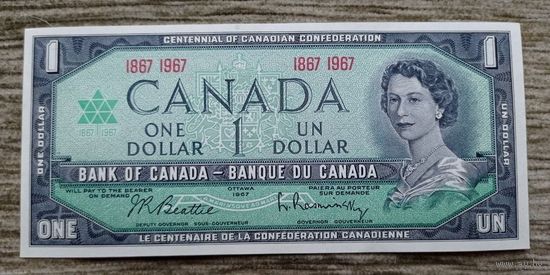 CENTENNIAL OF CANADIAN CONFEDERATION
1
1867 1967
1867 1967
1
CANADA
1867 1967
ONE DOLLAR
UN DOLLAR
ONE
DOLLAR
1
UN
DOLLAR
BANK OF CANADA – BANQUE DU CANADA
WILL PAY TO THE BEARER
ON DEMAND
OTTAWA
1967
PAIERA AU PORTEUR
SUR DEMANDE
J.R. Beattie
L. Rasminsky
DEPUTY GOVERNOR SOUS-GOUVERNEUR
GOVERNOR GOUVERNEUR
ONE
LE CENTENAIRE DE LA CONFÉDÉRATION CANADIENNE
UN